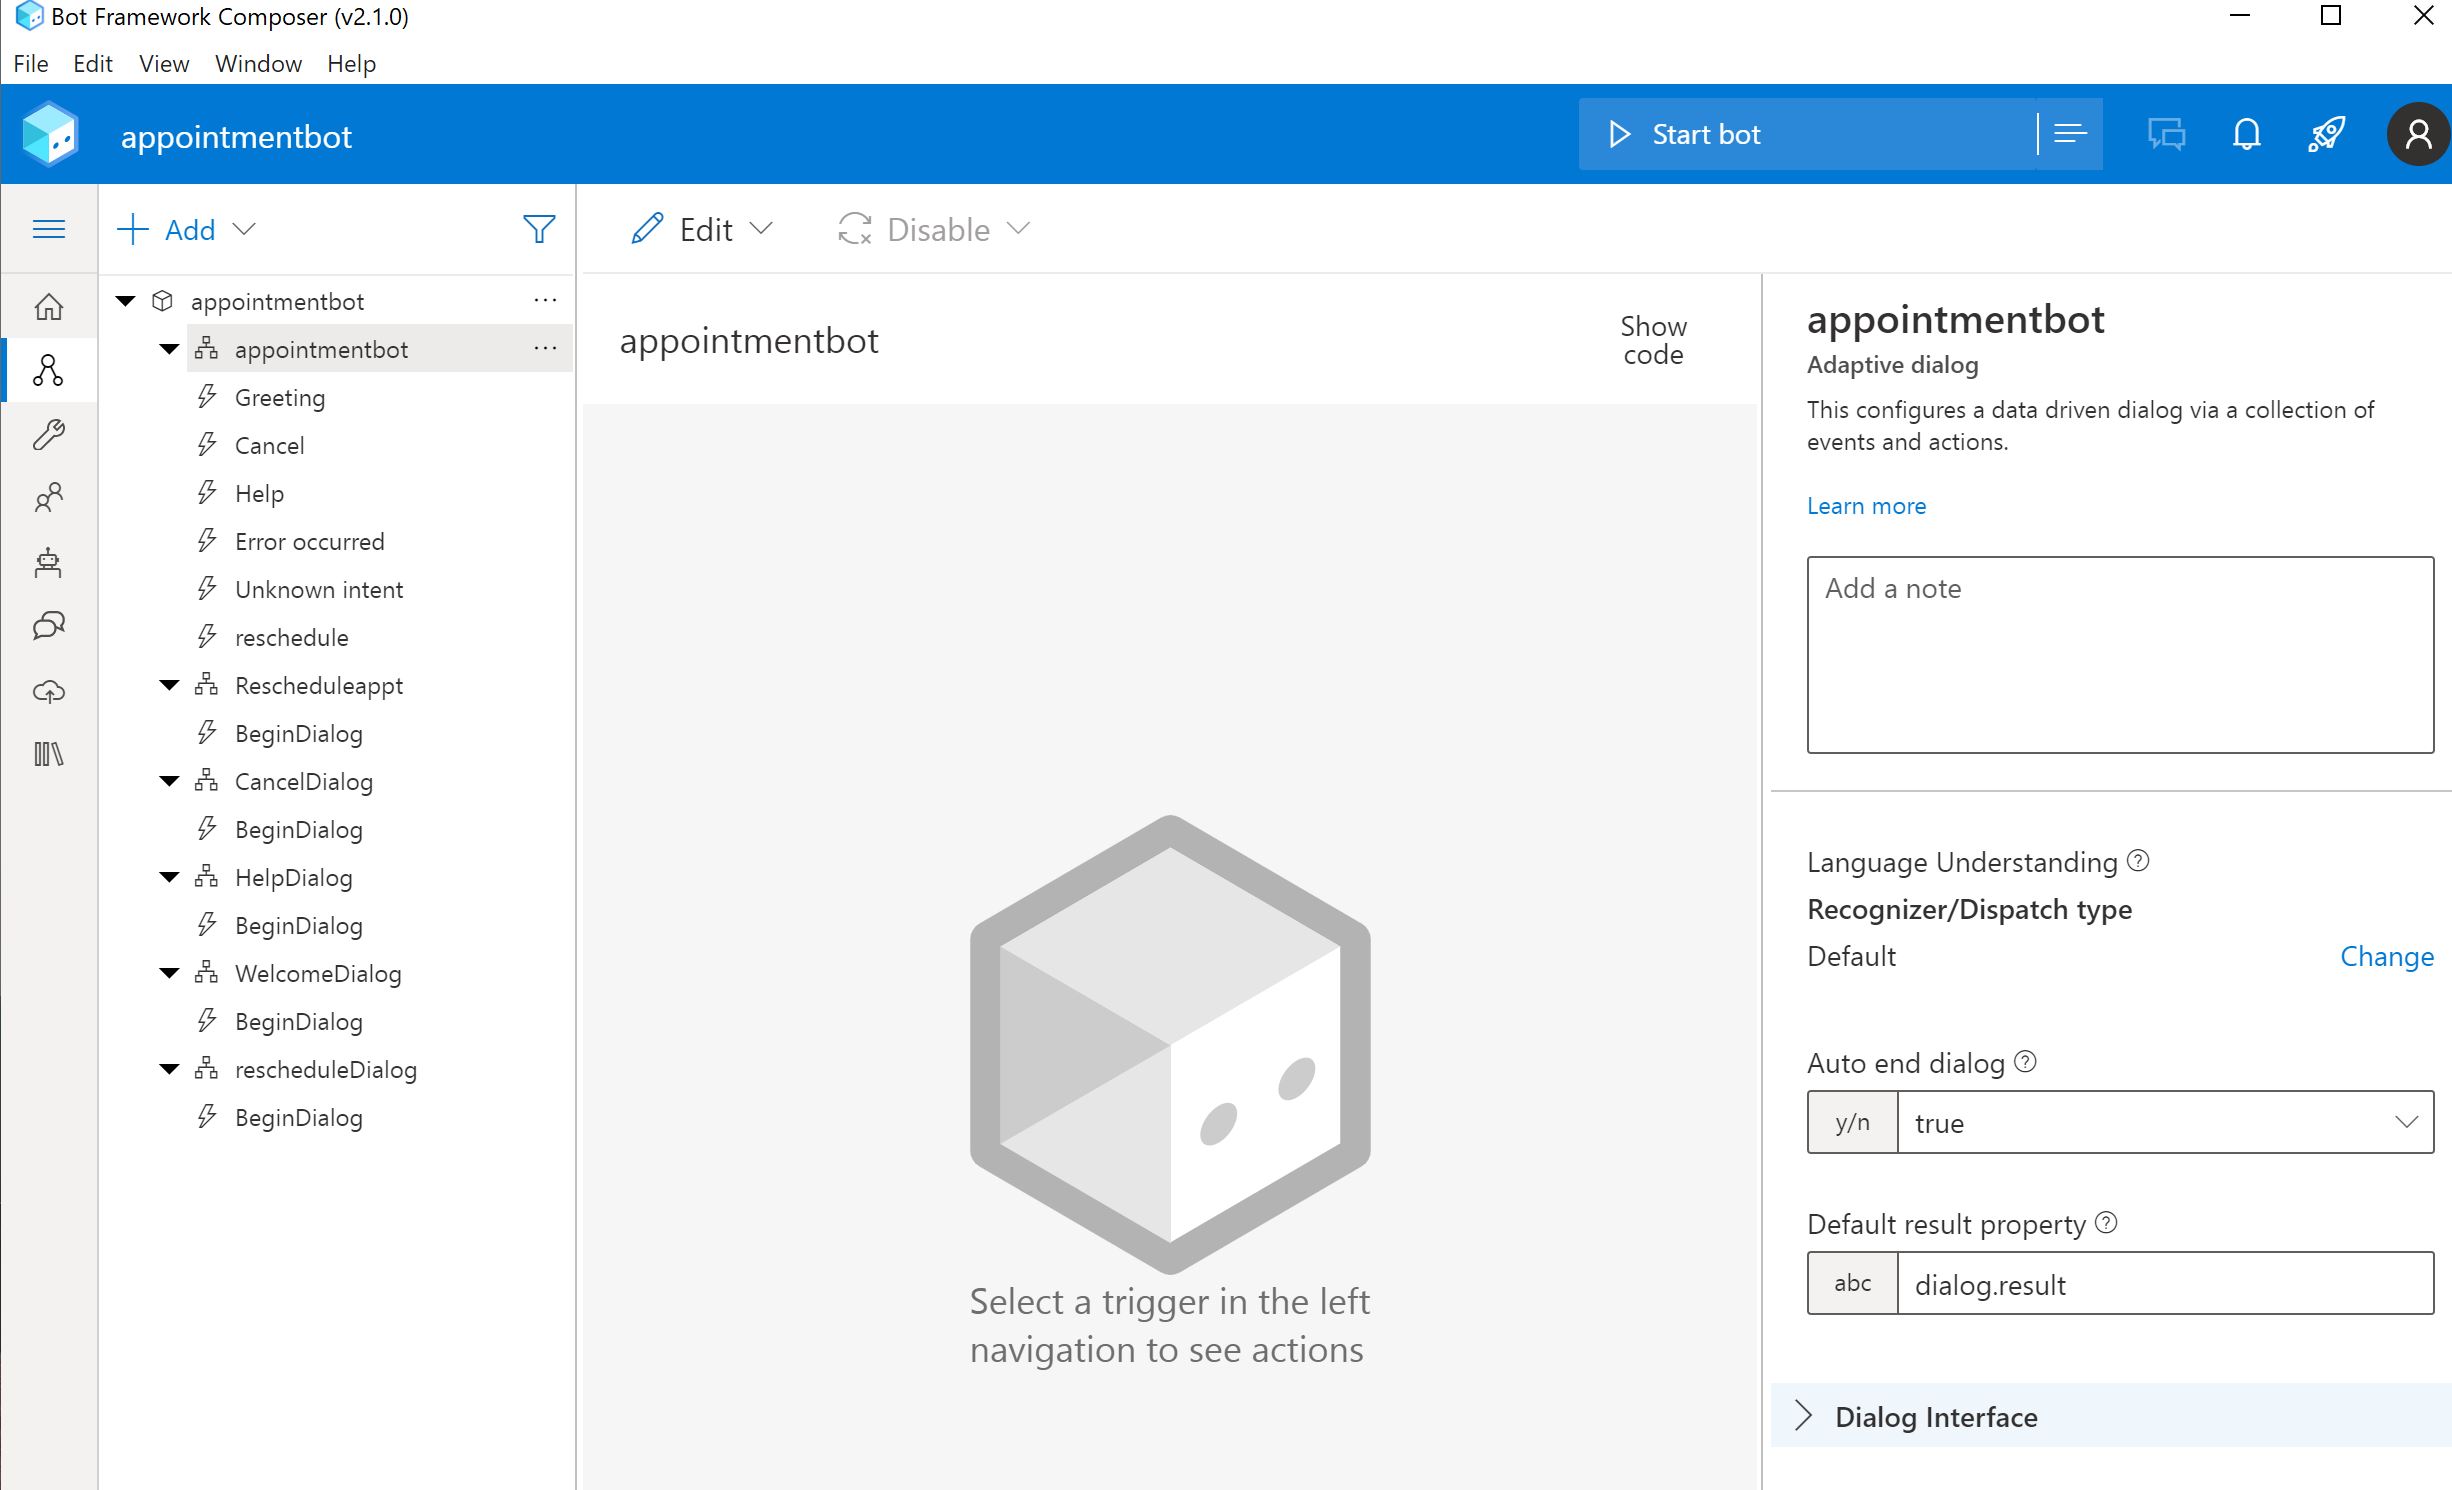 Bot Framework Composer (v2.1.0)
File Edit View Window Help
appointmentbot
Start bot
Add
Edit
Disable
appointmentbot
appointmentbot
Greeting
Cancel
Help
Error occurred
Unknown intent
reschedule
Rescheduleappt
BeginDialog
CancelDialog
BeginDialog
HelpDialog
BeginDialog
WelcomeDialog
BeginDialog
rescheduleDialog
BeginDialog
appointmentbot
Show
code
Select a trigger in the left
navigation to see actions
appointmentbot
Adaptive dialog
This configures a data driven dialog via a collection of
events and actions.
Learn more
Add a note
Language Understanding
Recognizer/Dispatch type
Default Change
Auto end dialog
y/n true
Default result property
abc dialog.result
Dialog Interface